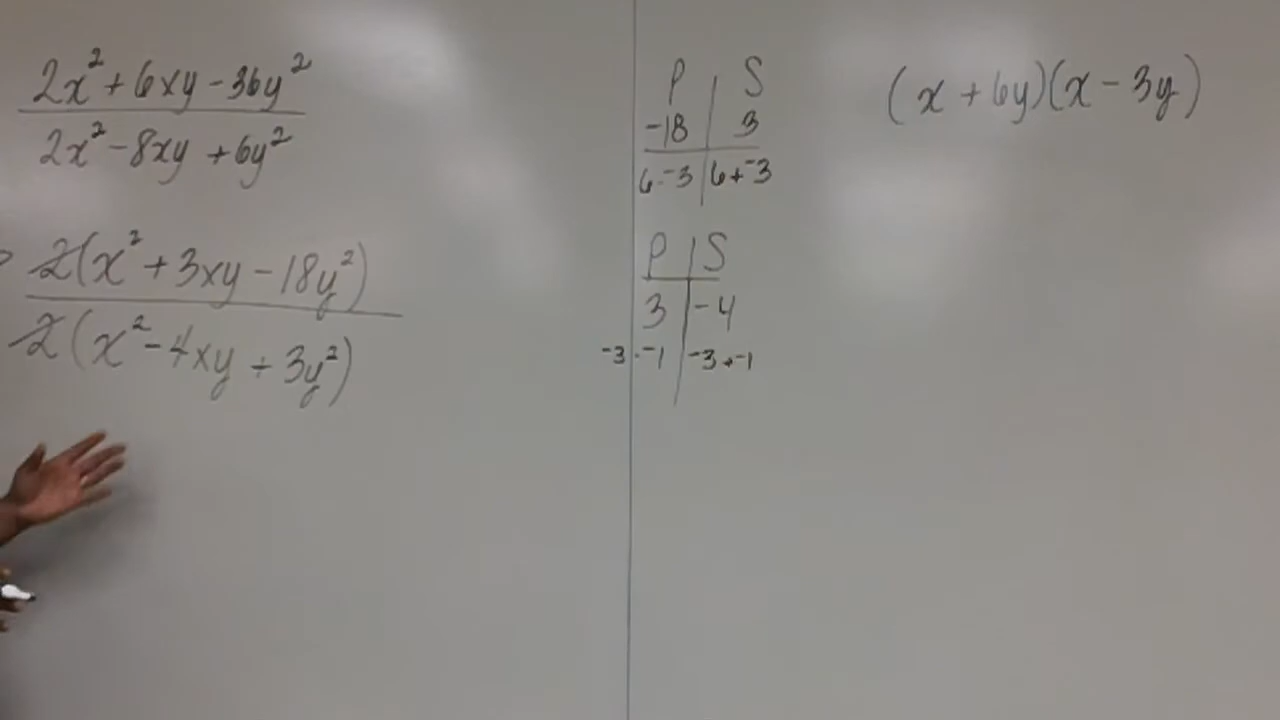 2x² + 6xy - 36y²
2x² - 8xy + 6y²
2(x² + 3xy - 18y²)
2(x² - 4xy + 3y²)
P | S
-18 | 3
6·-3 | 6+-3
P | S
3 | -4
-3·-1 | -3+-1
(x + 6y)(x - 3y)